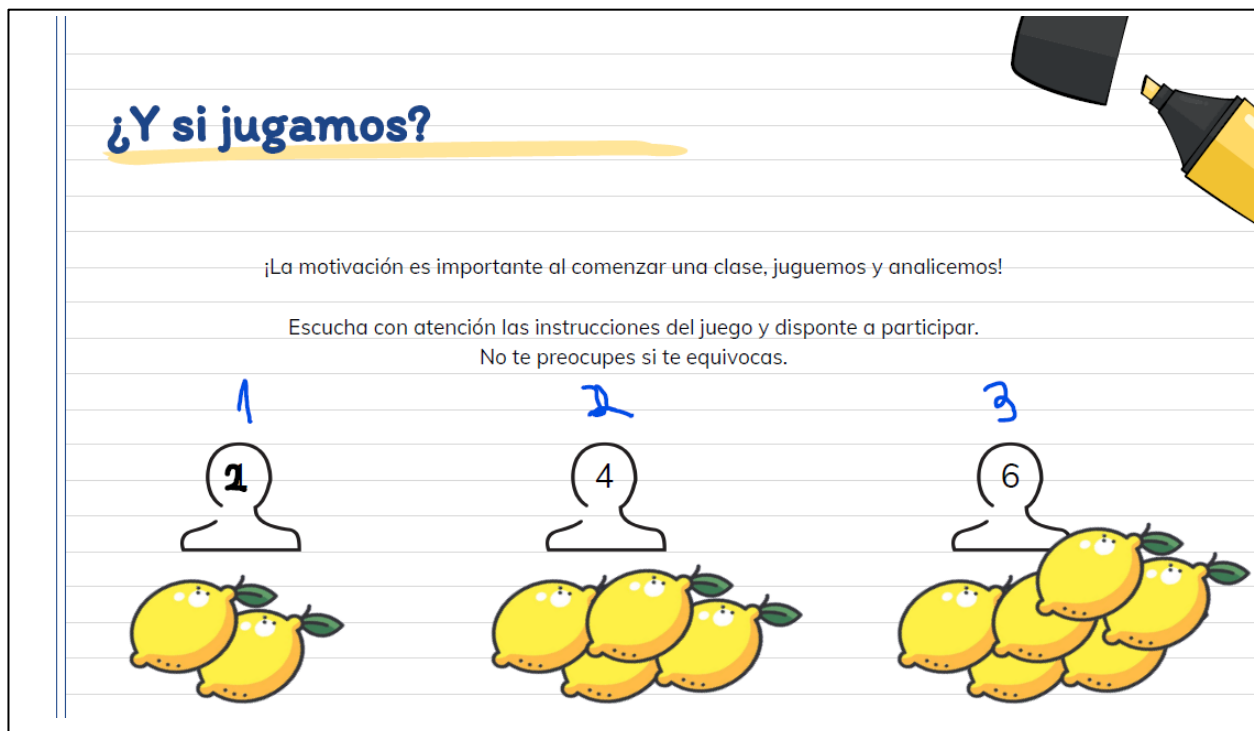 ¿Y si jugamos?
¡La motivación es importante al comenzar una clase, juguemos y analicemos!
Escucha con atención las instrucciones del juego y disponte a participar.
No te preocupes si te equivocas.
1 2 3
4 6